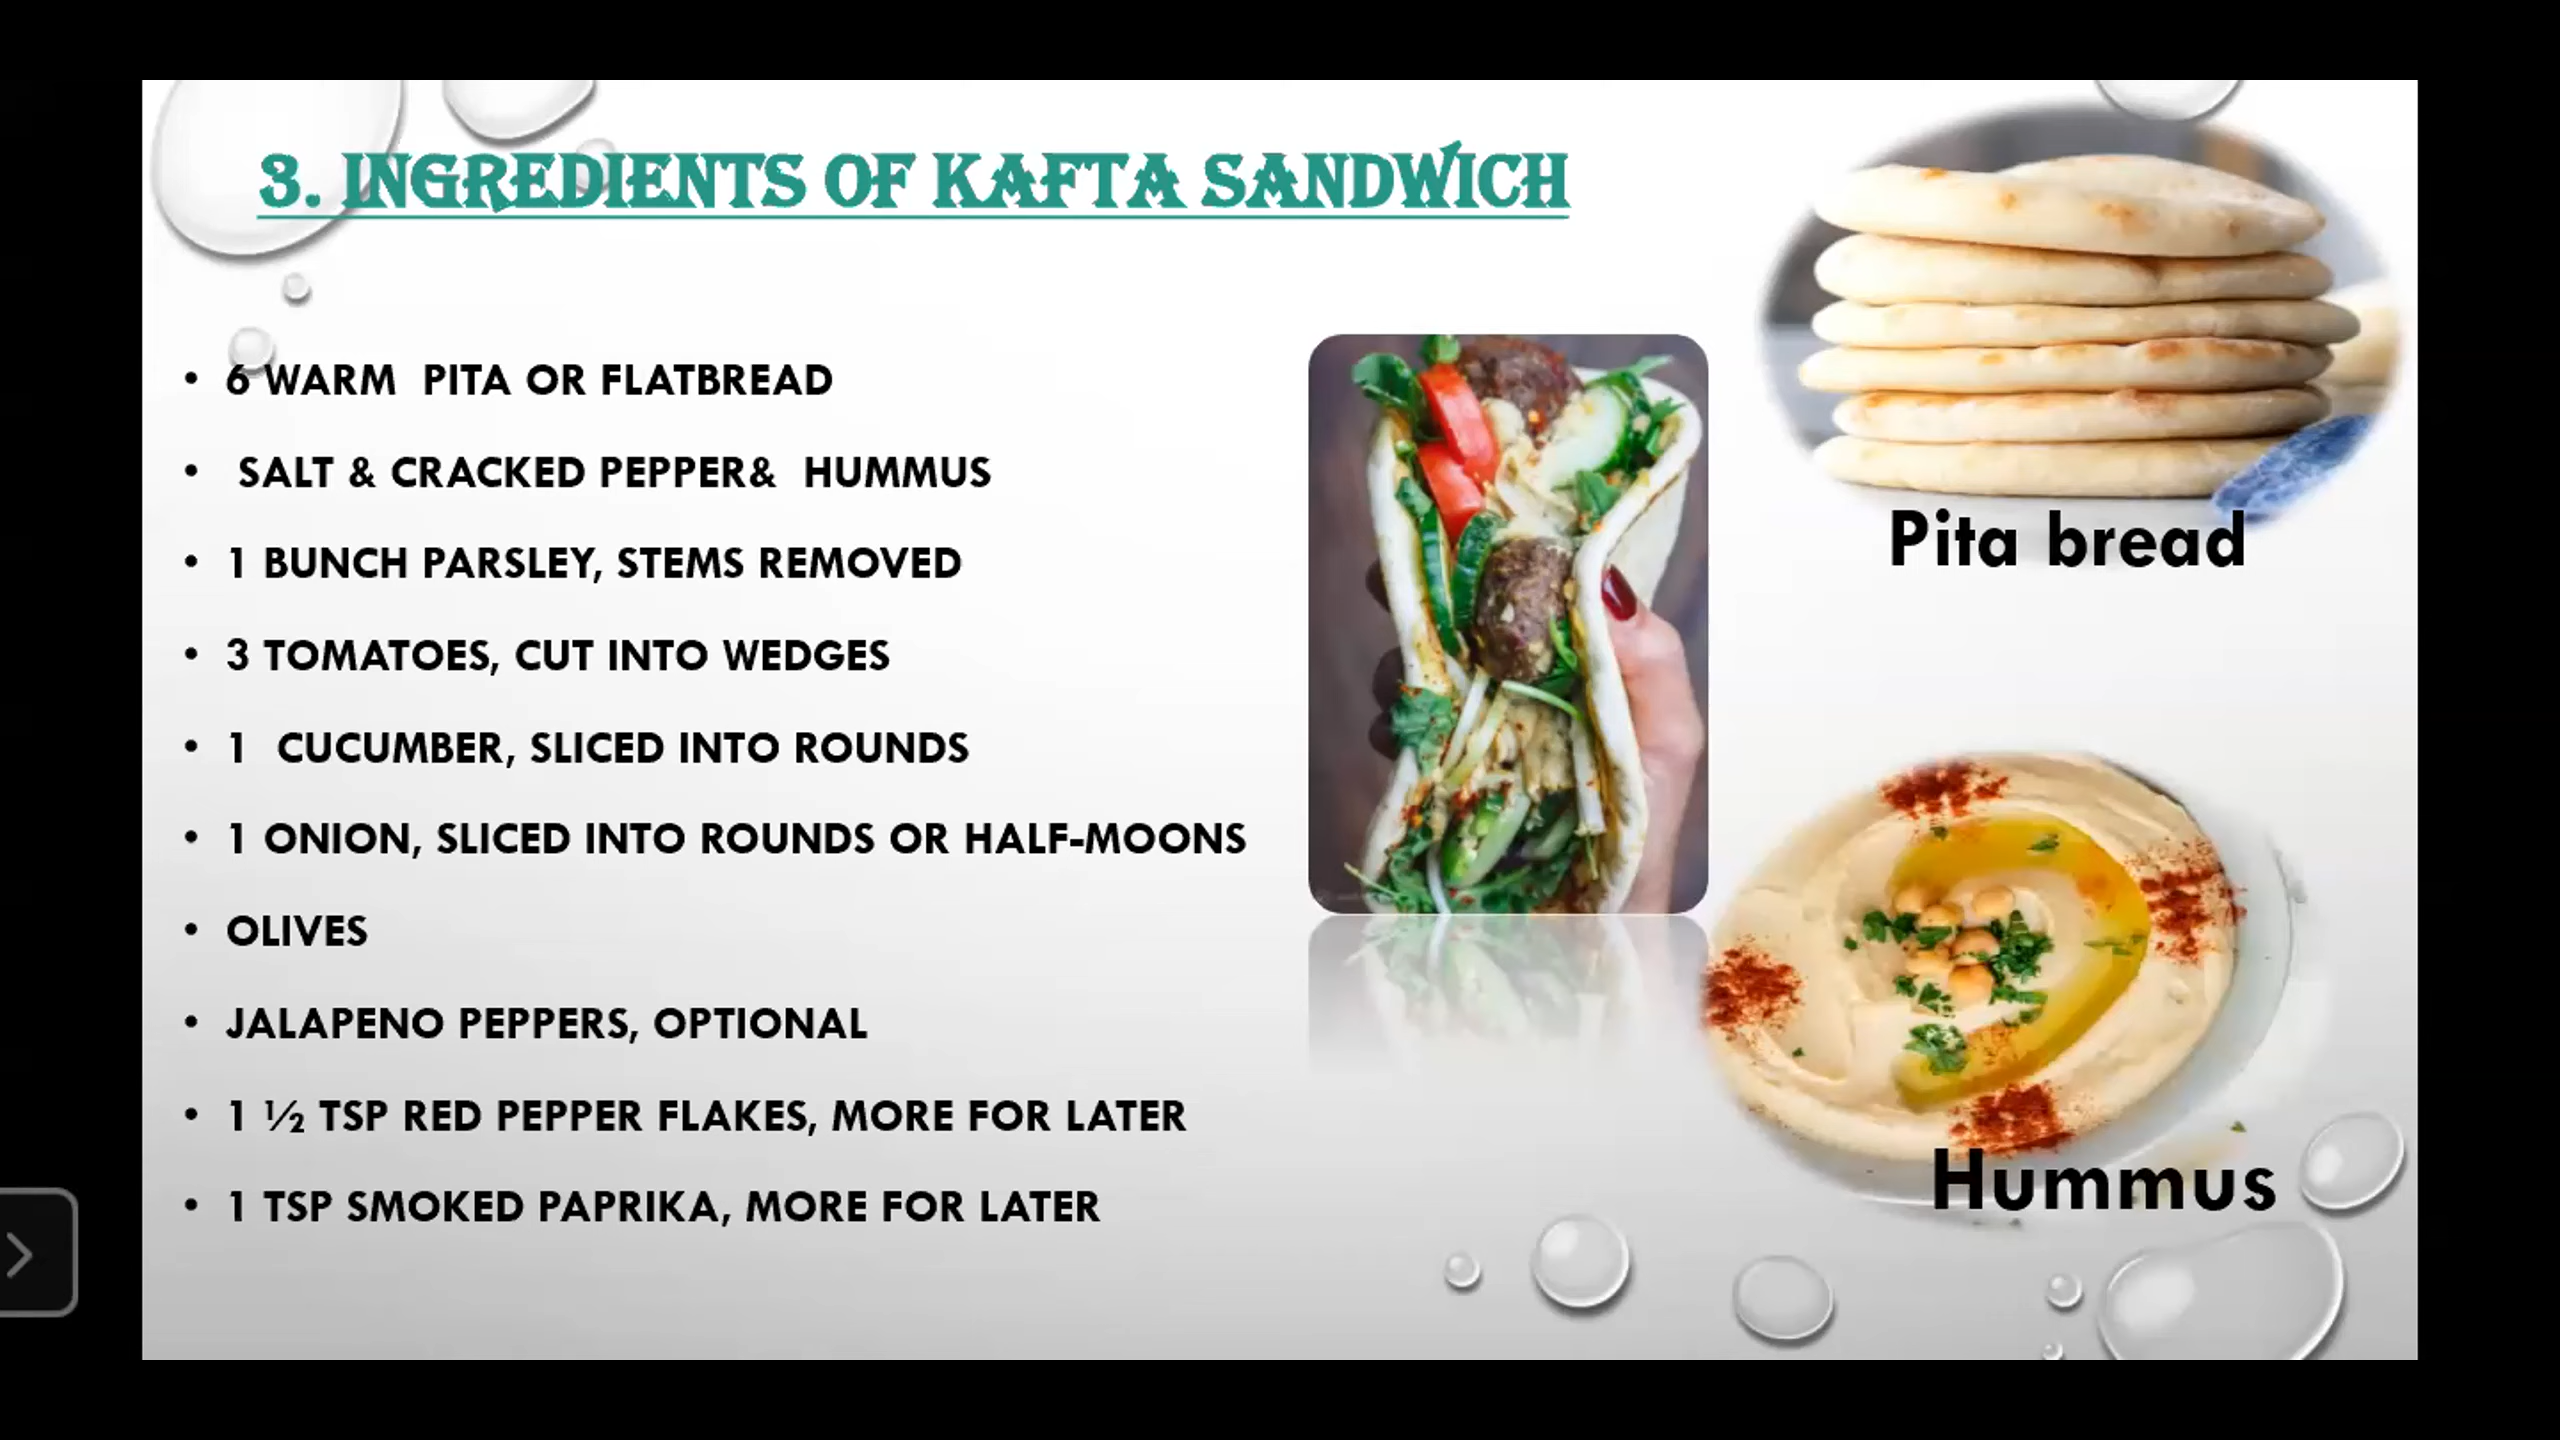 3. INGREDIENTS OF KAFTA SANDWICH
• 6 WARM  PITA OR FLATBREAD
•  SALT & CRACKED PEPPER&  HUMMUS
• 1 BUNCH PARSLEY, STEMS REMOVED
• 3 TOMATOES, CUT INTO WEDGES
• 1  CUCUMBER, SLICED INTO ROUNDS
• 1 ONION, SLICED INTO ROUNDS OR HALF-MOONS
• OLIVES
• JALAPENO PEPPERS, OPTIONAL
• 1 ½ TSP RED PEPPER FLAKES, MORE FOR LATER
• 1 TSP SMOKED PAPRIKA, MORE FOR LATER
Pita bread
Hummus